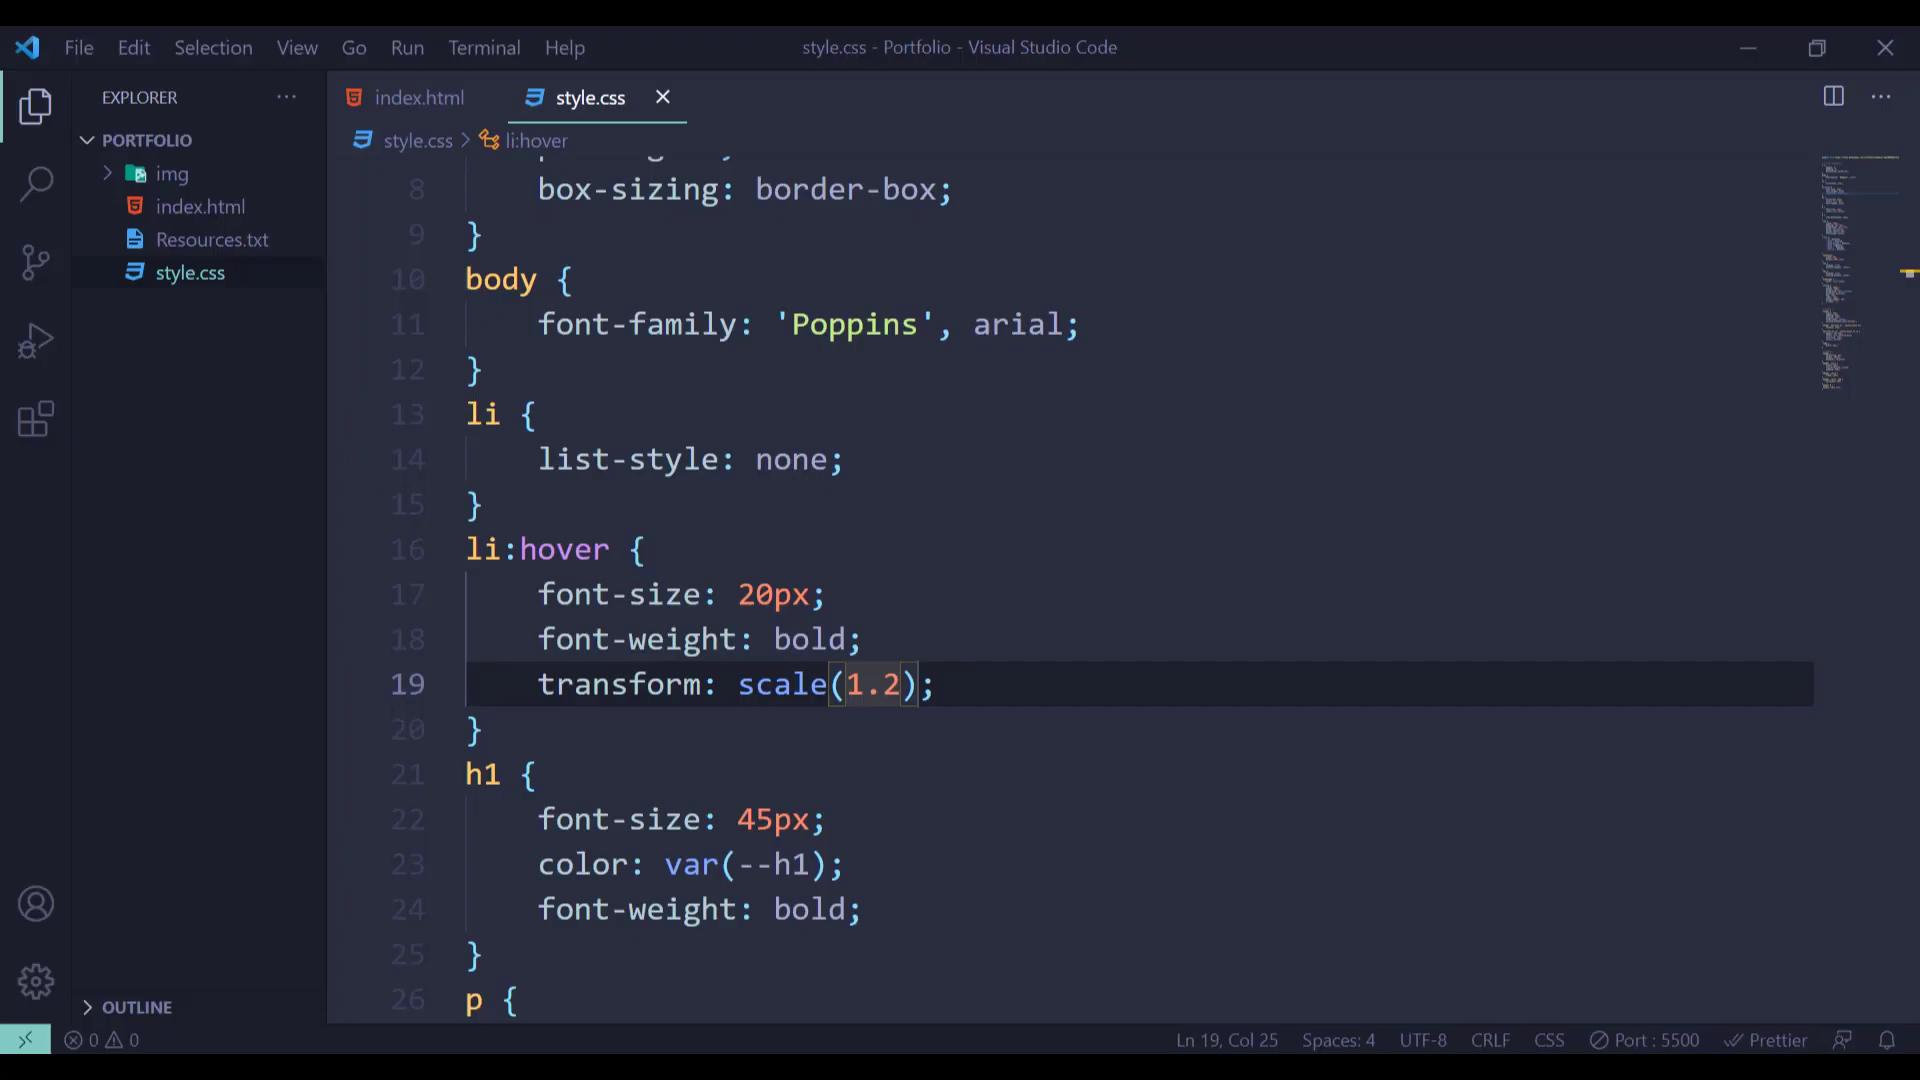 File Edit Selection View Go Run Terminal Help
style.css - Portfolio - Visual Studio Code
EXPLORER
PORTFOLIO
img
index.html
Resources.txt
style.css
OUTLINE
index.html
style.css
style.css > li:hover
8 box-sizing: border-box;
9 }
10 body {
11 font-family: 'Poppins', arial;
12 }
13 li {
14 list-style: none;
15 }
16 li:hover {
17 font-size: 20px;
18 font-weight: bold;
19 transform: scale(1.2);
20 }
21 h1 {
22 font-size: 45px;
23 color: var(--h1);
24 font-weight: bold;
25 }
26 p {
0 0
Ln 19, Col 25 Spaces: 4 UTF-8 CRLF CSS Port : 5500 Prettier